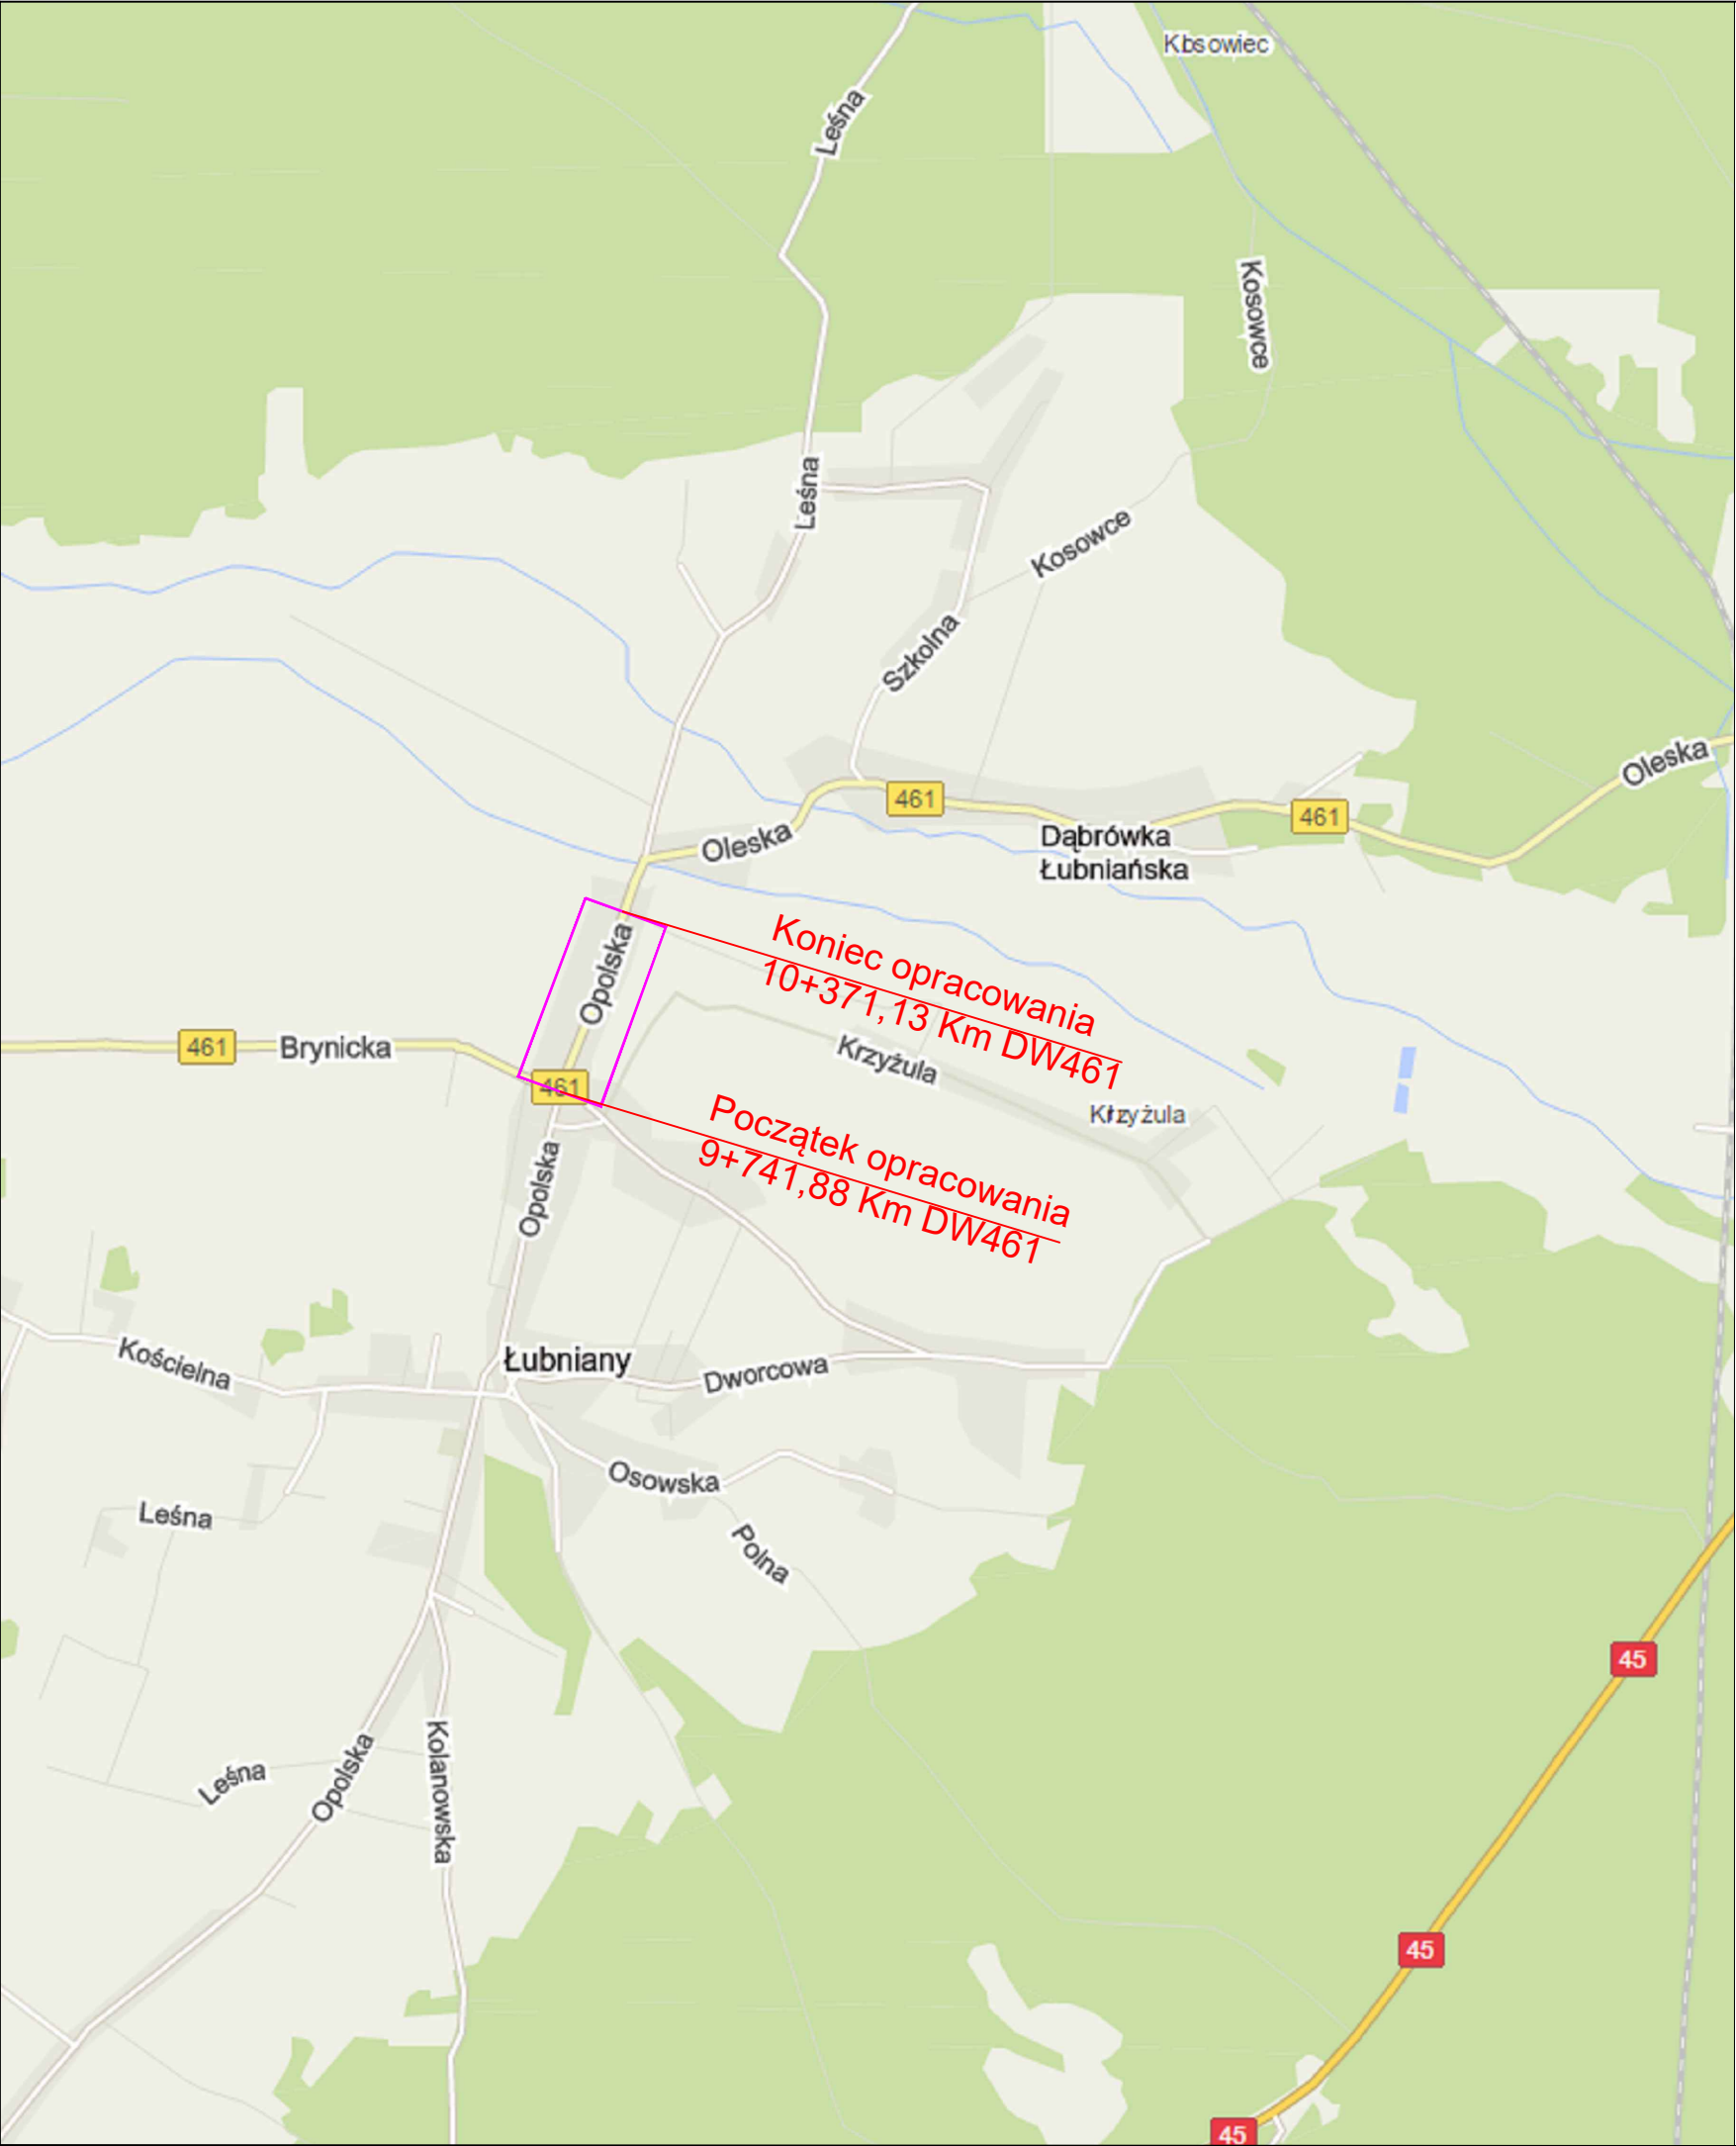 Kosowiec
Leśna
Kosowce
Leśna
Kosowce
Szkolna
Oleska
461
461
Oleska
Dąbrówka
Łubniańska
Opolska
Koniec opracowania
10+371,13 Km DW461
461
Brynicka
Krzyżula
461
Krzyżula
Początek opracowania
9+741,88 Km DW461
Opolska
Kościelna
Łubniany
Dworcowa
Osowska
Leśna
Polna
45
Leśna
Opolska
Kolanowska
45
45